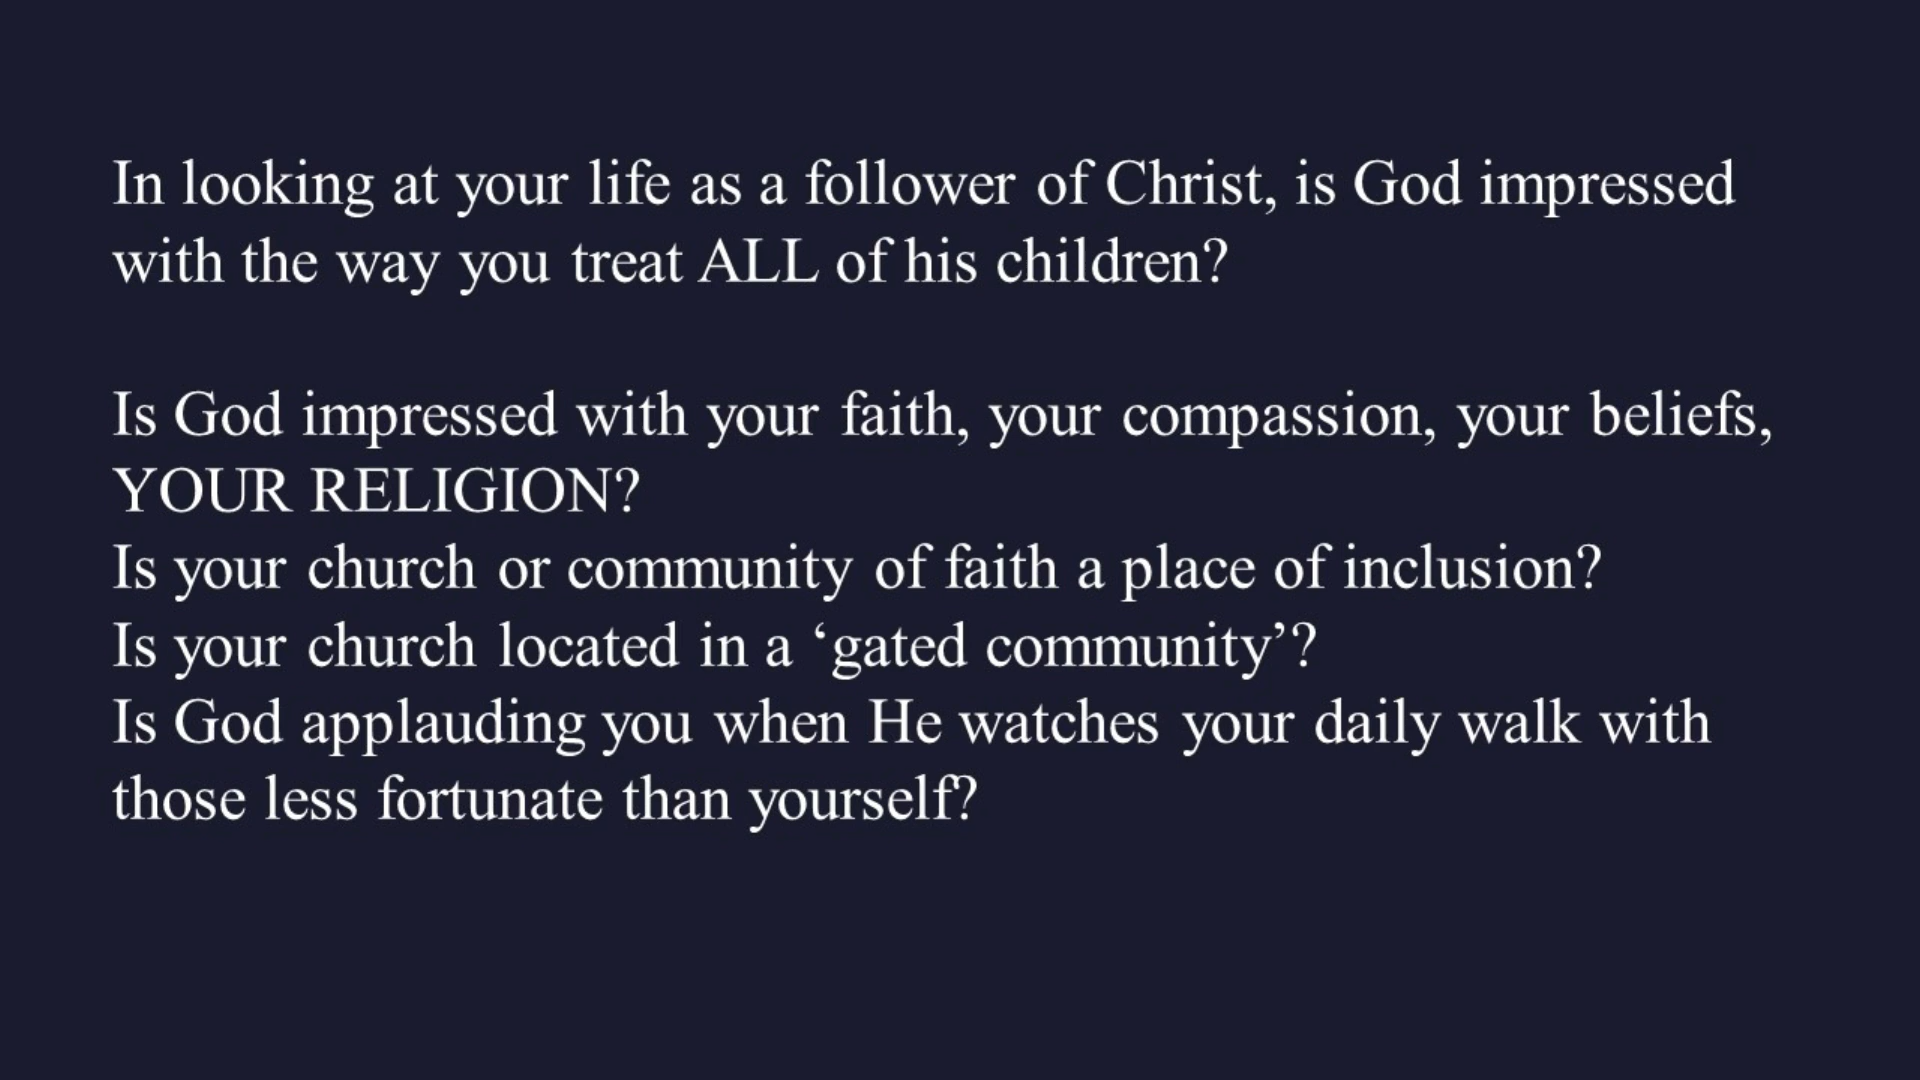 In looking at your life as a follower of Christ, is God impressed
with the way you treat ALL of his children?
Is God impressed with your faith, your compassion, your beliefs,
YOUR RELIGION?
Is your church or community of faith a place of inclusion?
Is your church located in a ‘gated community’?
Is God applauding you when He watches your daily walk with
those less fortunate than yourself?